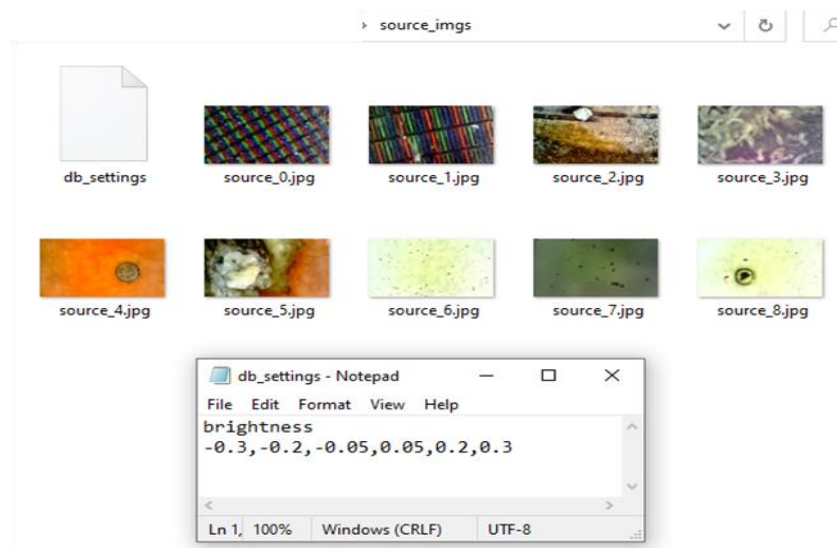 source_imgs
db_settings
source_0.jpg
source_1.jpg
source_2.jpg
source_3.jpg
source_4.jpg
source_5.jpg
source_6.jpg
source_7.jpg
source_8.jpg
db_settings - Notepad
File Edit Format View Help
brightness
-0.3,-0.2,-0.05,0.05,0.2,0.3
Ln 1, 100% Windows (CRLF) UTF-8